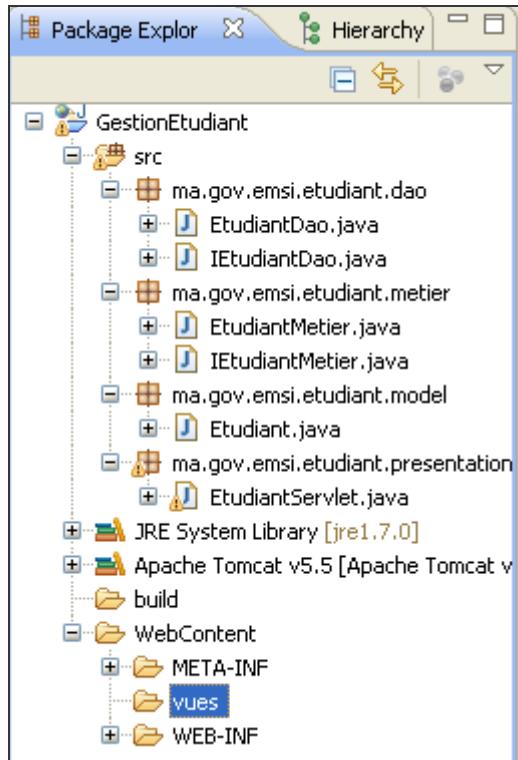 Package Explor Hierarchy
GestionEtudiant
src
ma.gov.emsi.etudiant.dao
EtudiantDao.java
IEtudiantDao.java
ma.gov.emsi.etudiant.metier
EtudiantMetier.java
IEtudiantMetier.java
ma.gov.emsi.etudiant.model
Etudiant.java
ma.gov.emsi.etudiant.presentation
EtudiantServlet.java
JRE System Library [jre1.7.0]
Apache Tomcat v5.5 [Apache Tomcat v
build
WebContent
META-INF
vues
WEB-INF